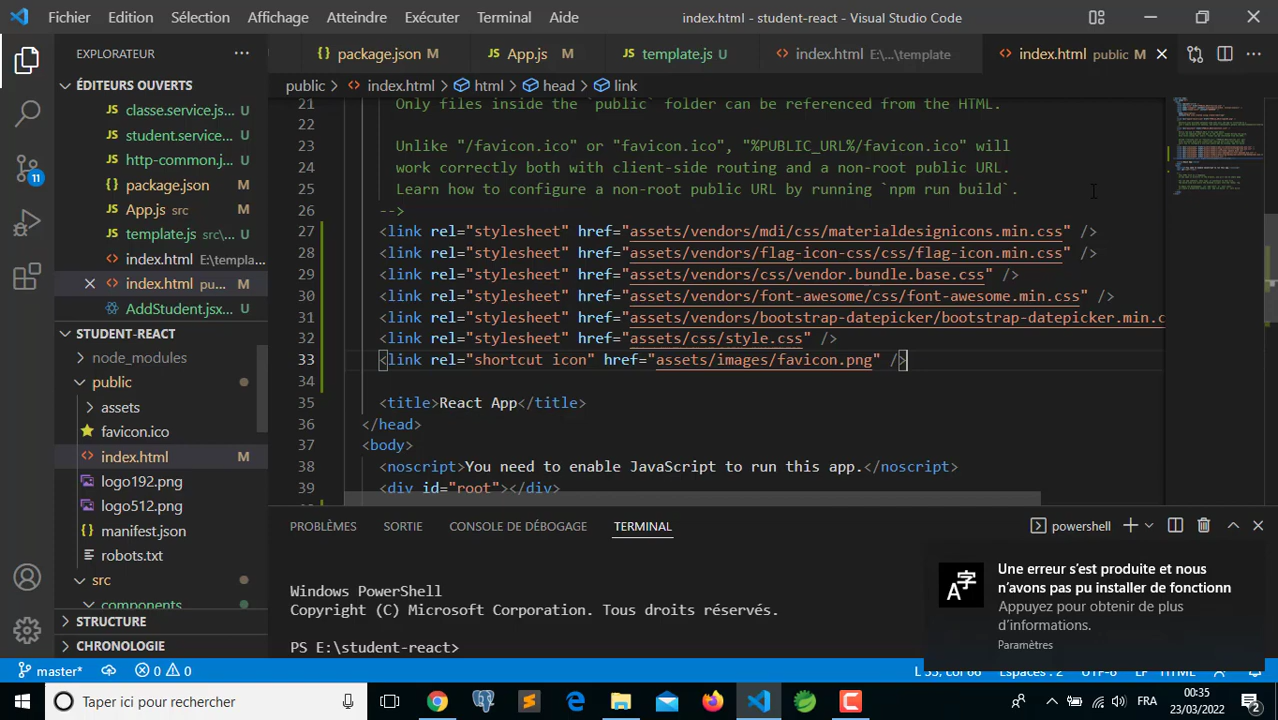 Fichier Edition Sélection Affichage Atteindre Exécuter Terminal Aide index.html - student-react - Visual Studio Code
EXPLORATEUR
package.json M App.js M template.js U index.html E:\...\template index.html public M
ÉDITEURS OUVERTS
public > index.html > html > head > link
classe.service.js ... U
student.service... U
http-common.j... U
package.json M
App.js src M
template.js src\... U
index.html E:\templa...
index.html pu... M
AddStudent.jsx... U
STUDENT-REACT
node_modules
public
assets
favicon.ico
index.html M
logo192.png
logo512.png
manifest.json
robots.txt
src
components
STRUCTURE
CHRONOLOGIE
21 Only files inside the `public` folder can be referenced from the HTML.
22
23 Unlike "/favicon.ico" or "favicon.ico", "%PUBLIC_URL%/favicon.ico" will
24 work correctly both with client-side routing and a non-root public URL.
25 Learn how to configure a non-root public URL by running `npm run build`.
26 -->
27 <link rel="stylesheet" href="assets/vendors/mdi/css/materialdesignicons.min.css" />
28 <link rel="stylesheet" href="assets/vendors/flag-icon-css/css/flag-icon.min.css" />
29 <link rel="stylesheet" href="assets/vendors/css/vendor.bundle.base.css" />
30 <link rel="stylesheet" href="assets/vendors/font-awesome/css/font-awesome.min.css" />
31 <link rel="stylesheet" href="assets/vendors/bootstrap-datepicker/bootstrap-datepicker.min.c
32 <link rel="stylesheet" href="assets/css/style.css" />
33 <link rel="shortcut icon" href="assets/images/favicon.png" />
34
35 <title>React App</title>
36 </head>
37 <body>
38 <noscript>You need to enable JavaScript to run this app.</noscript>
39 <div id="root"></div>
PROBLÈMES SORTIE CONSOLE DE DÉBOGAGE TERMINAL powershell
Windows PowerShell
Copyright (C) Microsoft Corporation. Tous droits réservés.
PS E:\student-react>
Une erreur s'est produite et nous
n'avons pas pu installer de fonctionn
Appuyez pour obtenir de plus
d'informations.
Paramètres
11
master* 0 0
Taper ici pour rechercher
FRA
00:35
23/03/2022
2